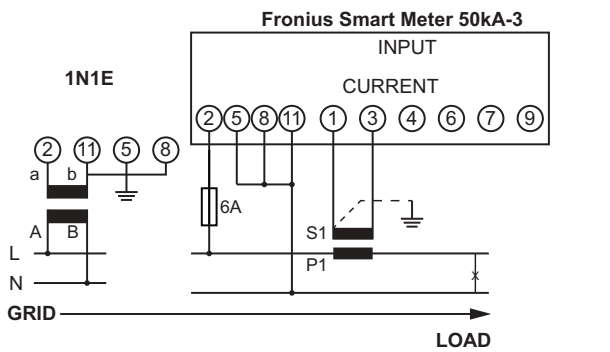 Fronius Smart Meter 50kA-3
INPUT
1N1E
CURRENT
2 5 8 11 1 3 4 6 7 9
2 11 5 8
a b
6A
A B
S1
L
P1
x
N
GRID
LOAD